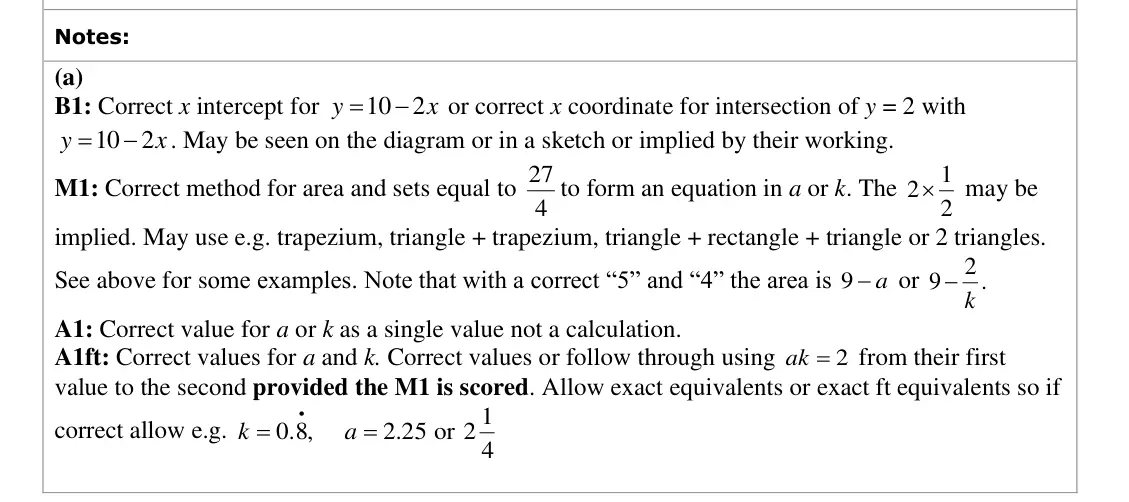 Notes:
(a)
B1: Correct x intercept for y = 10 − 2x or correct x coordinate for intersection of y = 2 with
y = 10 − 2x. May be seen on the diagram or in a sketch or implied by their working.
M1: Correct method for area and sets equal to 27/4 to form an equation in a or k. The 2 × 1/2 may be
implied. May use e.g. trapezium, triangle + trapezium, triangle + rectangle + triangle or 2 triangles.
See above for some examples. Note that with a correct “5” and “4” the area is 9 − a or 9 − 2/k.
A1: Correct value for a or k as a single value not a calculation.
A1ft: Correct values for a and k. Correct values or follow through using ak = 2 from their first
value to the second provided the M1 is scored. Allow exact equivalents or exact ft equivalents so if
correct allow e.g. k = 0.8̇, a = 2.25 or 2 1/4